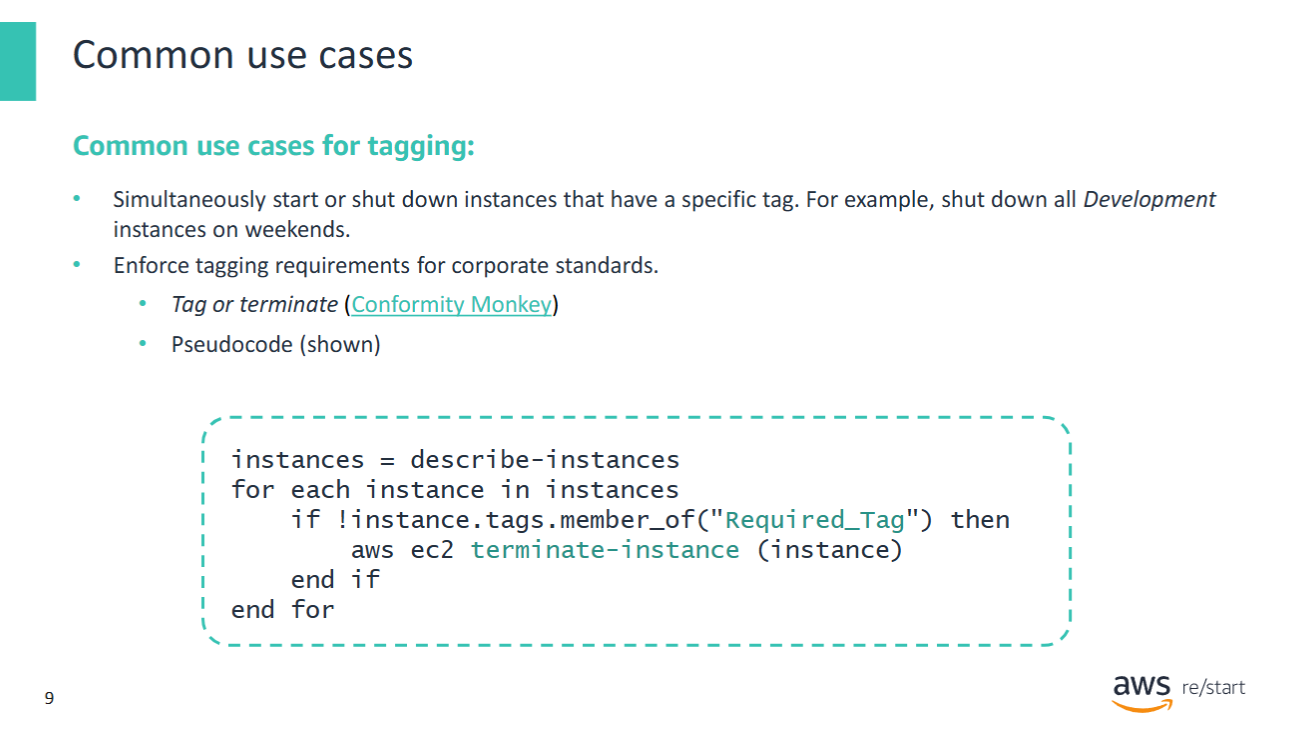 Common use cases
Common use cases for tagging:
• Simultaneously start or shut down instances that have a specific tag. For example, shut down all Development
instances on weekends.
• Enforce tagging requirements for corporate standards.
• Tag or terminate (Conformity Monkey)
• Pseudocode (shown)
instances = describe-instances
for each instance in instances
    if !instance.tags.member_of("Required_Tag") then
        aws ec2 terminate-instance (instance)
    end if
end for
9
aws re/start